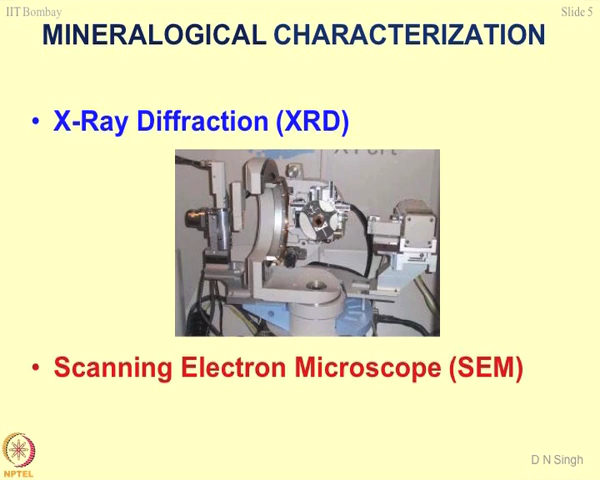 IIT Bombay
Slide 5
MINERALOGICAL CHARACTERIZATION
• X-Ray Diffraction (XRD)
• Scanning Electron Microscope (SEM)
NPTEL
D N Singh